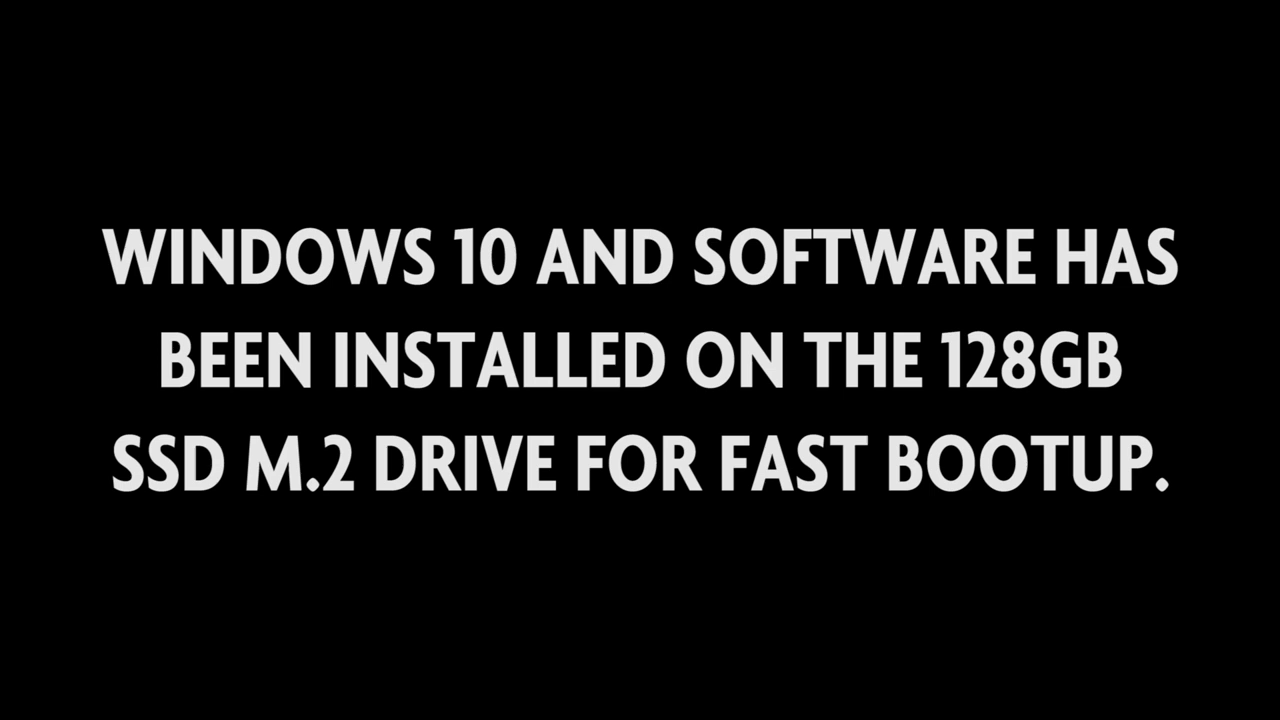 WINDOWS 10 AND SOFTWARE HAS
BEEN INSTALLED ON THE 128GB
SSD M.2 DRIVE FOR FAST BOOTUP.